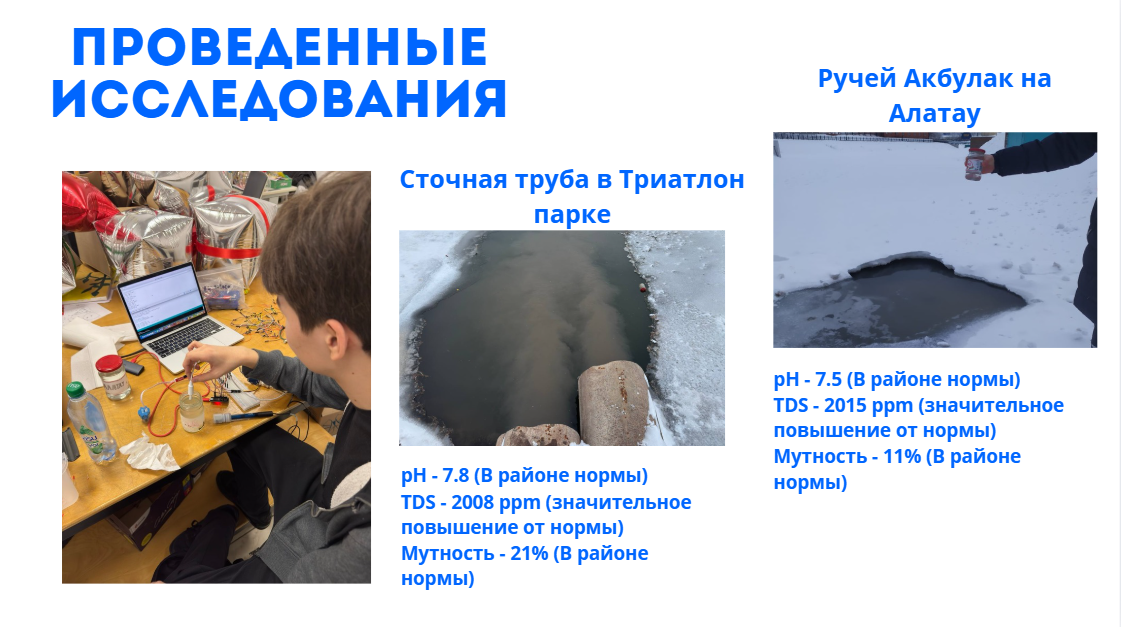 ПРОВЕДЕННЫЕ
ИССЛЕДОВАНИЯ
Сточная труба в Триатлон
парке
pH - 7.8 (В районе нормы)
TDS - 2008 ppm (значительное
повышение от нормы)
Мутность - 21% (В районе
нормы)
Ручей Акбулак на
Алатау
pH - 7.5 (В районе нормы)
TDS - 2015 ppm (значительное
повышение от нормы)
Мутность - 11% (В районе
нормы)